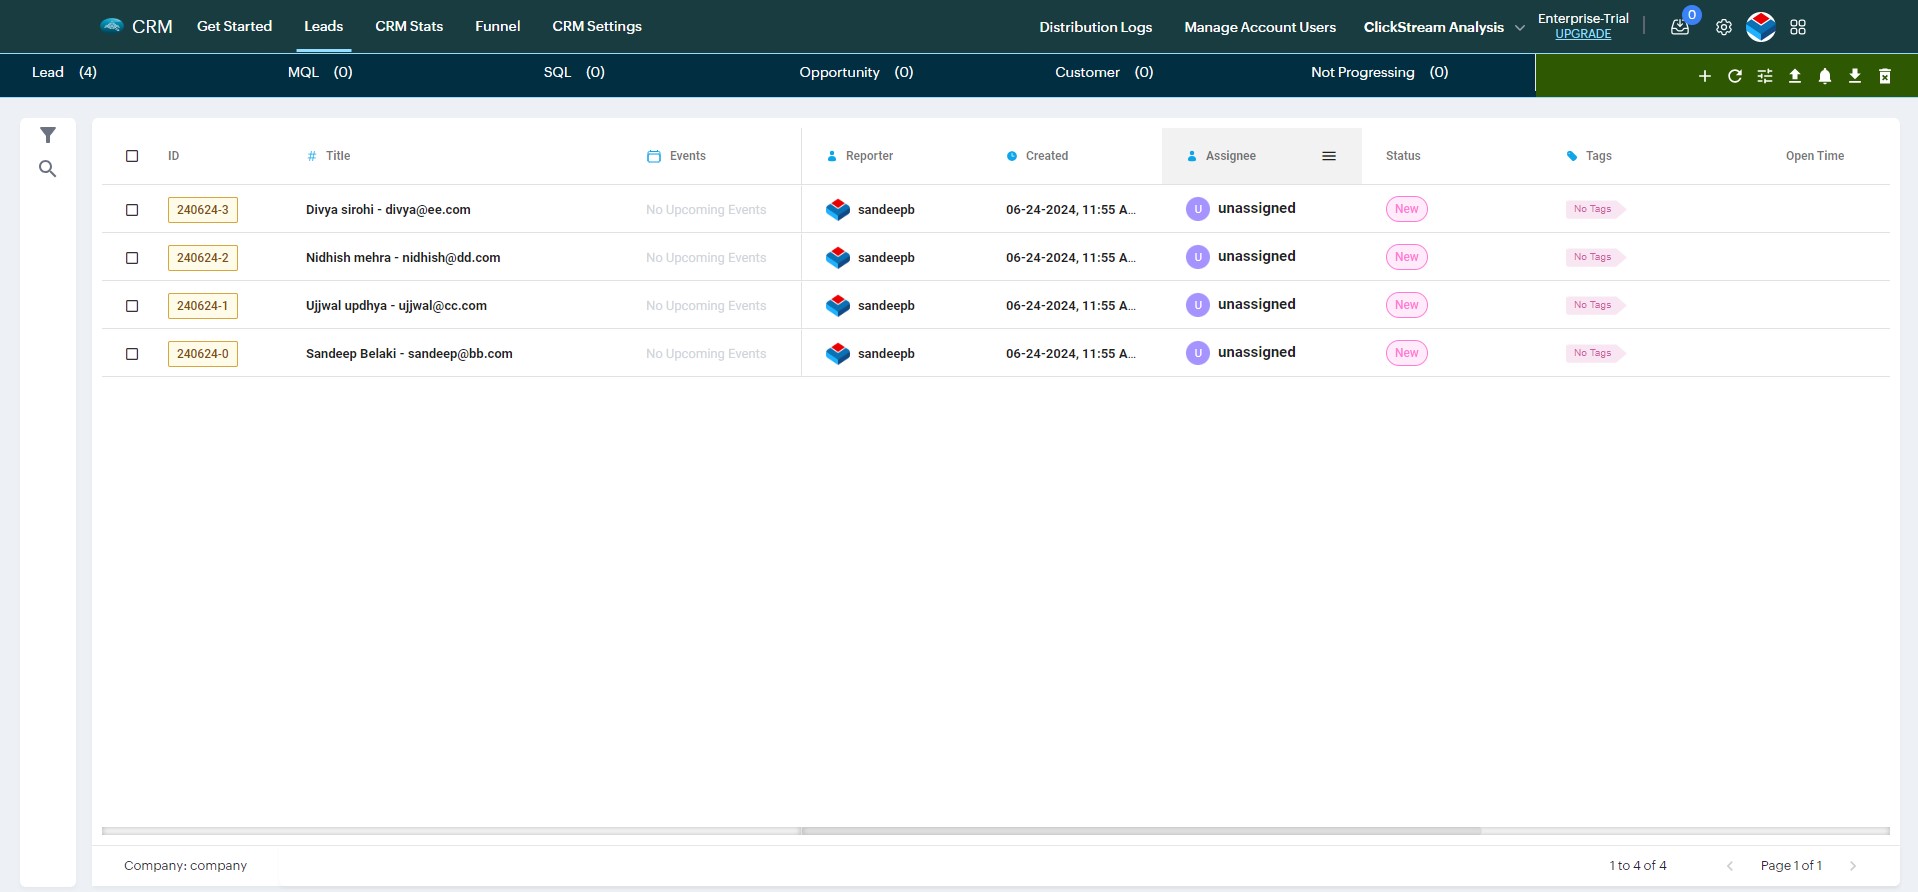 CRM Get Started Leads CRM Stats Funnel CRM Settings Distribution Logs Manage Account Users ClickStream Analysis Enterprise-Trial 0
UPGRADE
Lead (4) MQL (0) SQL (0) Opportunity (0) Customer (0) Not Progressing (0)
ID # Title Events Reporter Created Assignee Status Tags Open Time
240624-3 Divya sirohi - divya@ee.com No Upcoming Events sandeepb 06-24-2024, 11:55 A... U unassigned New No Tags
240624-2 Nidhish mehra - nidhish@dd.com No Upcoming Events sandeepb 06-24-2024, 11:55 A... U unassigned New No Tags
240624-1 Ujjwal updhya - ujjwal@cc.com No Upcoming Events sandeepb 06-24-2024, 11:55 A... U unassigned New No Tags
240624-0 Sandeep Belaki - sandeep@bb.com No Upcoming Events sandeepb 06-24-2024, 11:55 A... U unassigned New No Tags
Company: company 1 to 4 of 4 Page 1 of 1